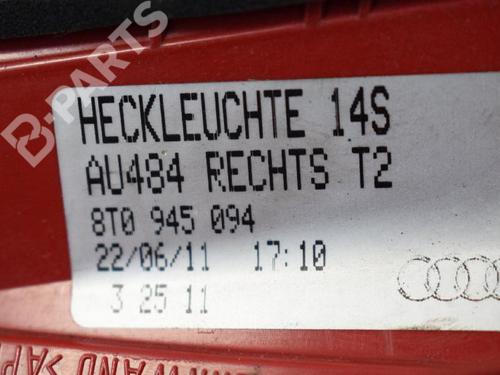 B-PARTS
HECKLEUCHTE 14S
AU484 RECHTS T2
8T0 945 094
22/06/11 17:10
3 25 11